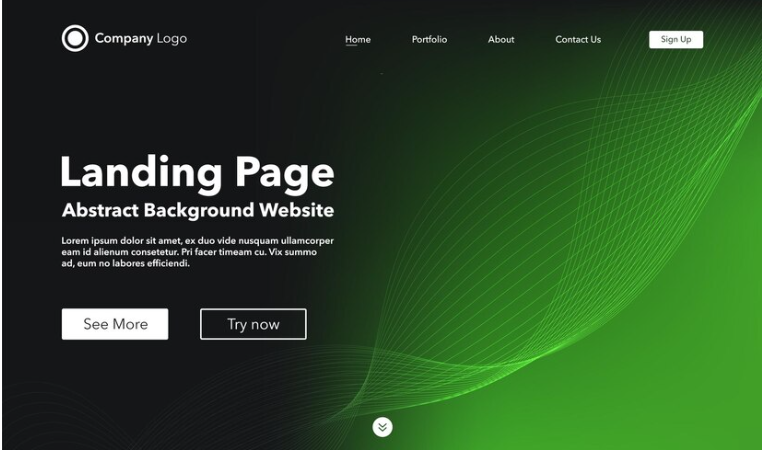 Company Logo
Home
Portfolio
About
Contact Us
Sign Up
Landing Page
Abstract Background Website
Lorem ipsum dolor sit amet, ex duo vide nusquam ullamcorper
eam id alienum consetetur. Pri facer timeam cu. Vix summo
ad, eum no labores efficiendi.
See More
Try now